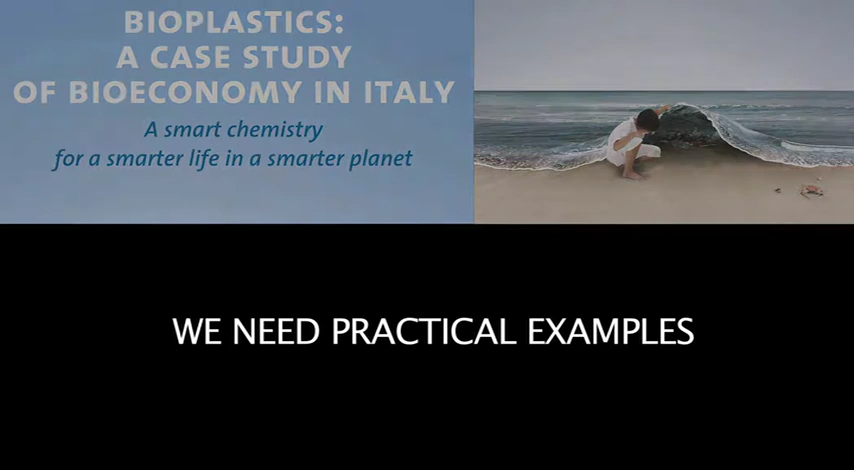 BIOPLASTICS:
A CASE STUDY
OF BIOECONOMY IN ITALY
A smart chemistry
for a smarter life in a smarter planet
WE NEED PRACTICAL EXAMPLES